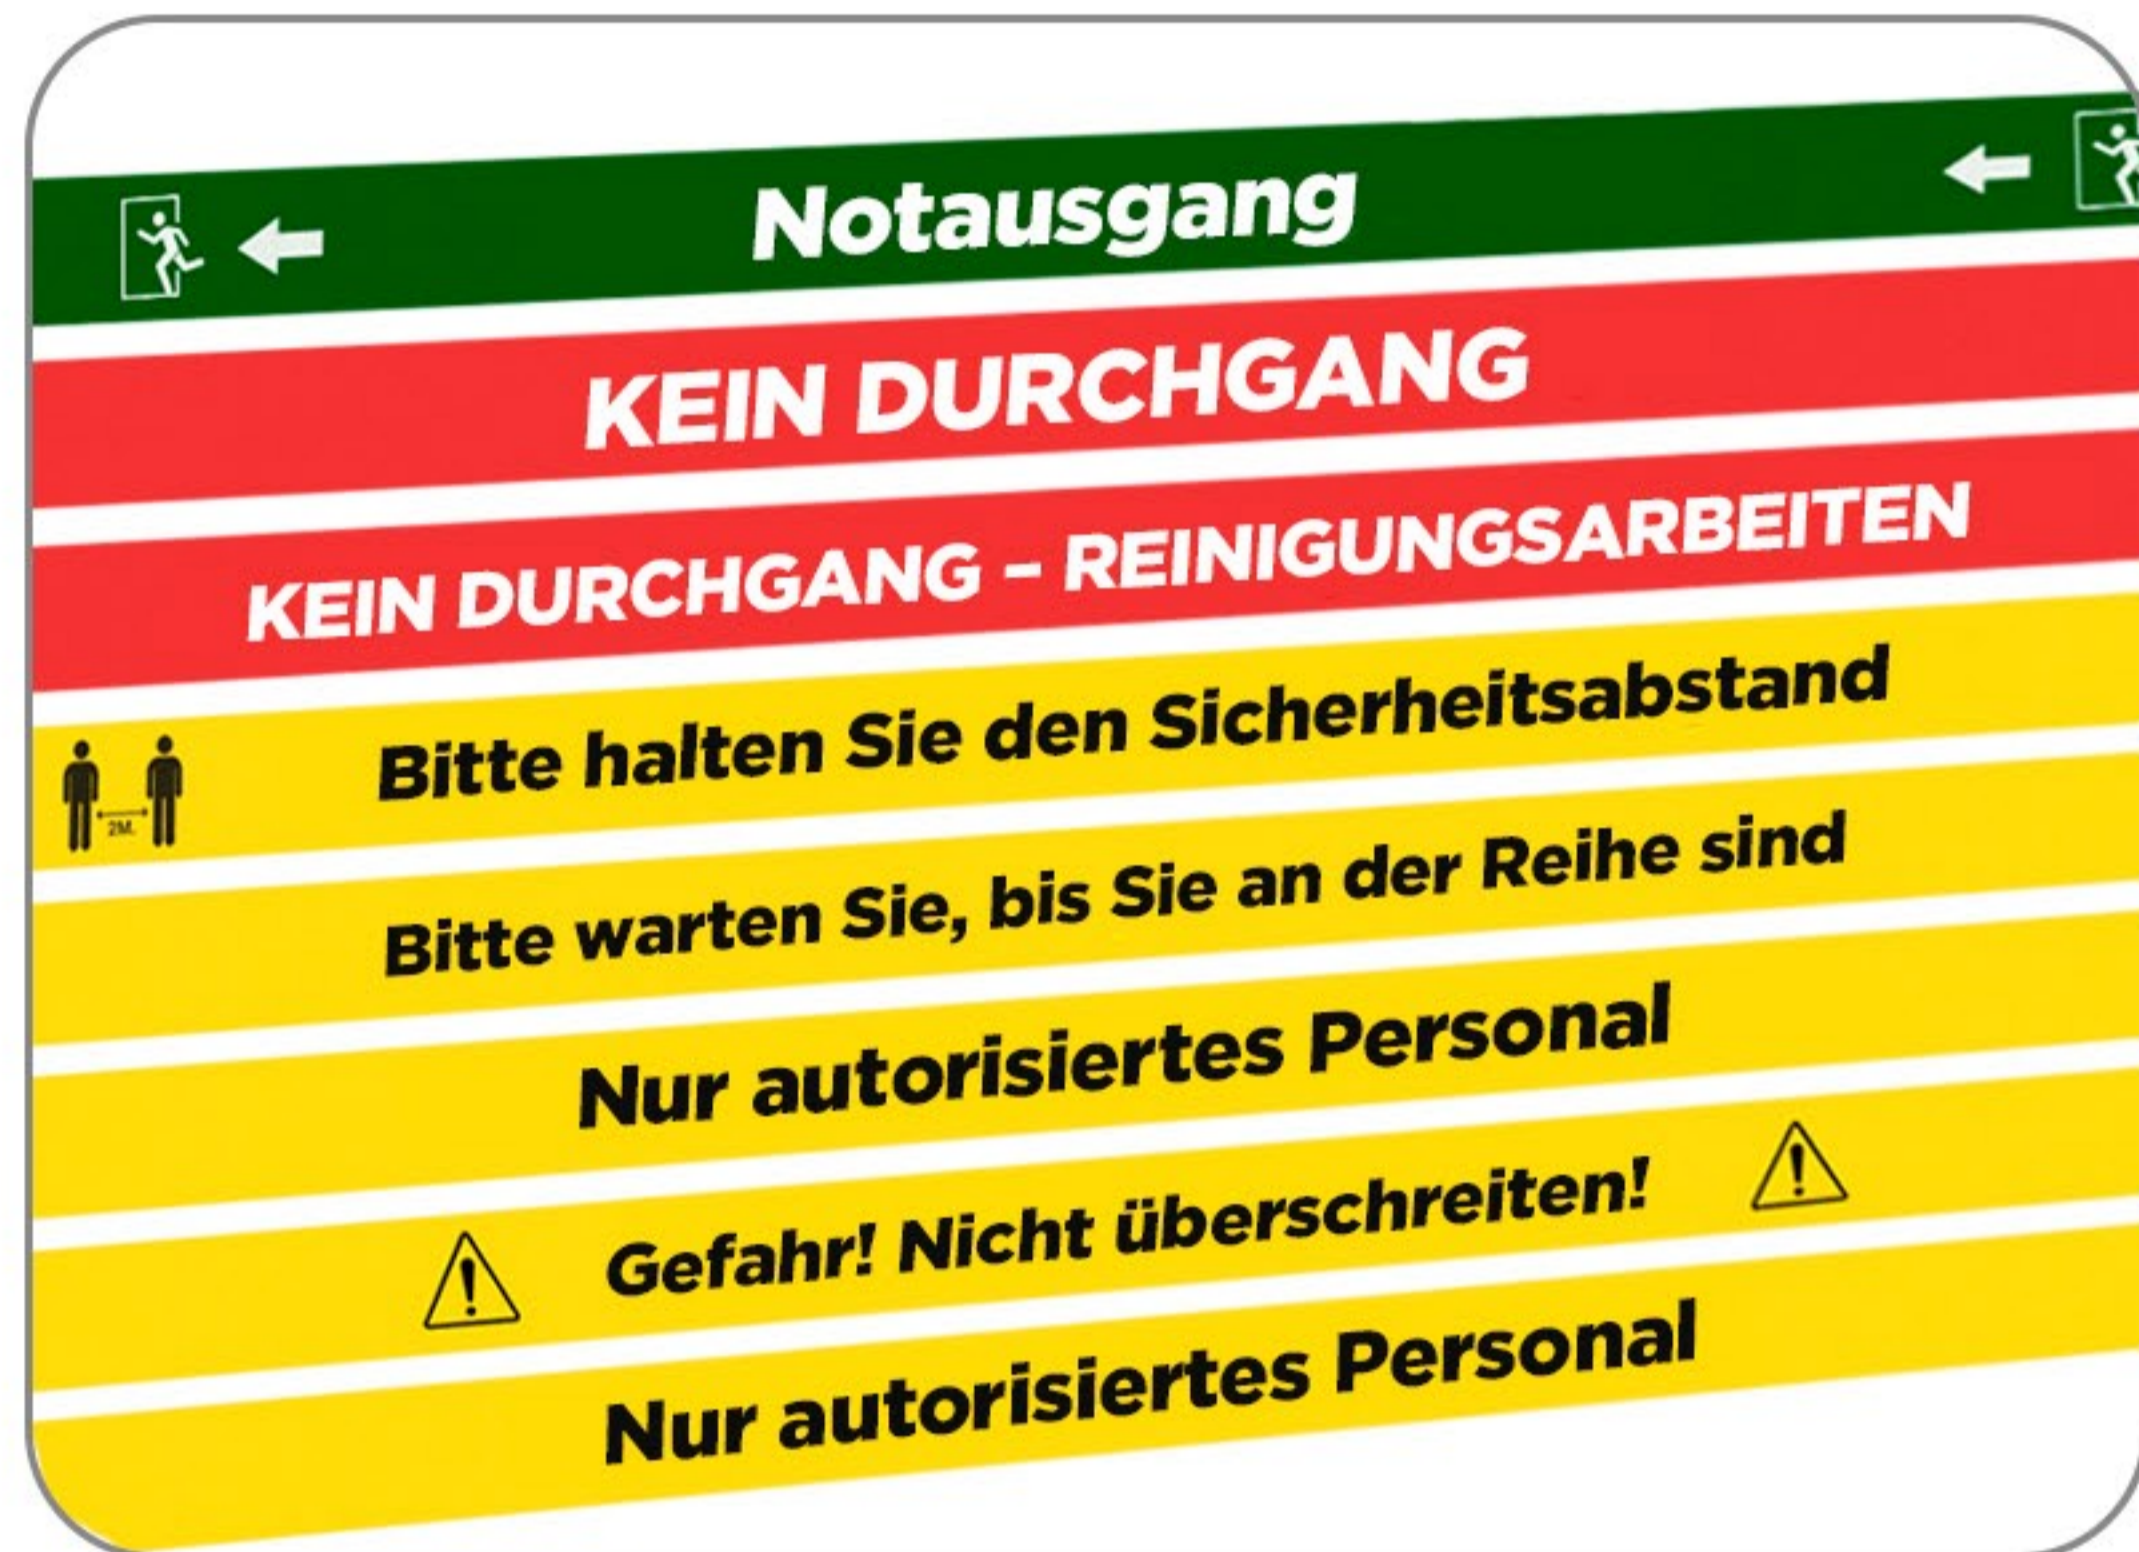 Notausgang
KEIN DURCHGANG
KEIN DURCHGANG – REINIGUNGSARBEITEN
Bitte halten Sie den Sicherheitsabstand
2M.
Bitte warten Sie, bis Sie an der Reihe sind
Nur autorisiertes Personal
Gefahr! Nicht überschreiten!
Nur autorisiertes Personal